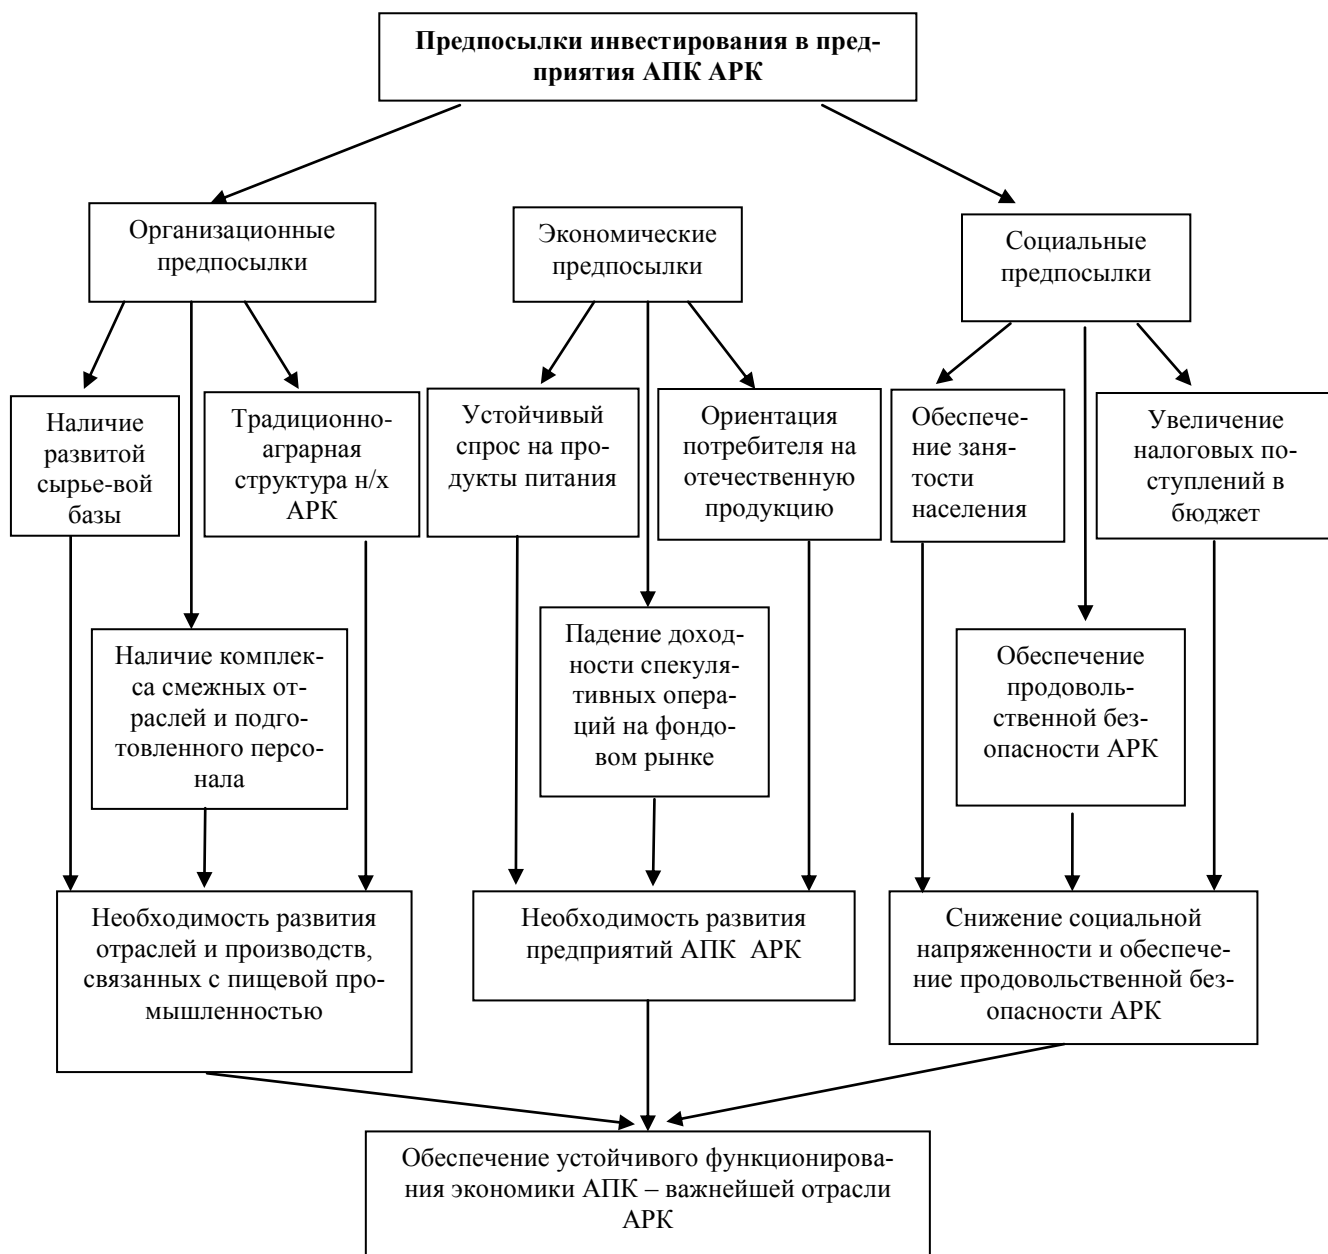 Предпосылки инвестирования в пред-
приятия АПК АРК
Организационные
предпосылки
Экономические
предпосылки
Социальные
предпосылки
Наличие
развитой
сырье-вой
базы
Традиционно-
аграрная
структура н/х
АРК
Устойчивый
спрос на про-
дукты питания
Ориентация
потребителя на
отечественную
продукцию
Обеспече-
ние заня-
тости
населения
Увеличение
налоговых по-
ступлений в
бюджет
Наличие комплек-
са смежных от-
раслей и подго-
товленного персо-
нала
Падение доход-
ности спекуля-
тивных опера-
ций на фондо-
вом рынке
Обеспечение
продоволь-
ственной без-
опасности АРК
Необходимость развития
отраслей и производств,
связанных с пищевой про-
мышленностью
Необходимость развития
предприятий АПК  АРК
Снижение социальной
напряженности и обеспече-
ние продовольственной без-
опасности АРК
Обеспечение устойчивого функционирова-
ния экономики АПК – важнейшей отрасли
АРК